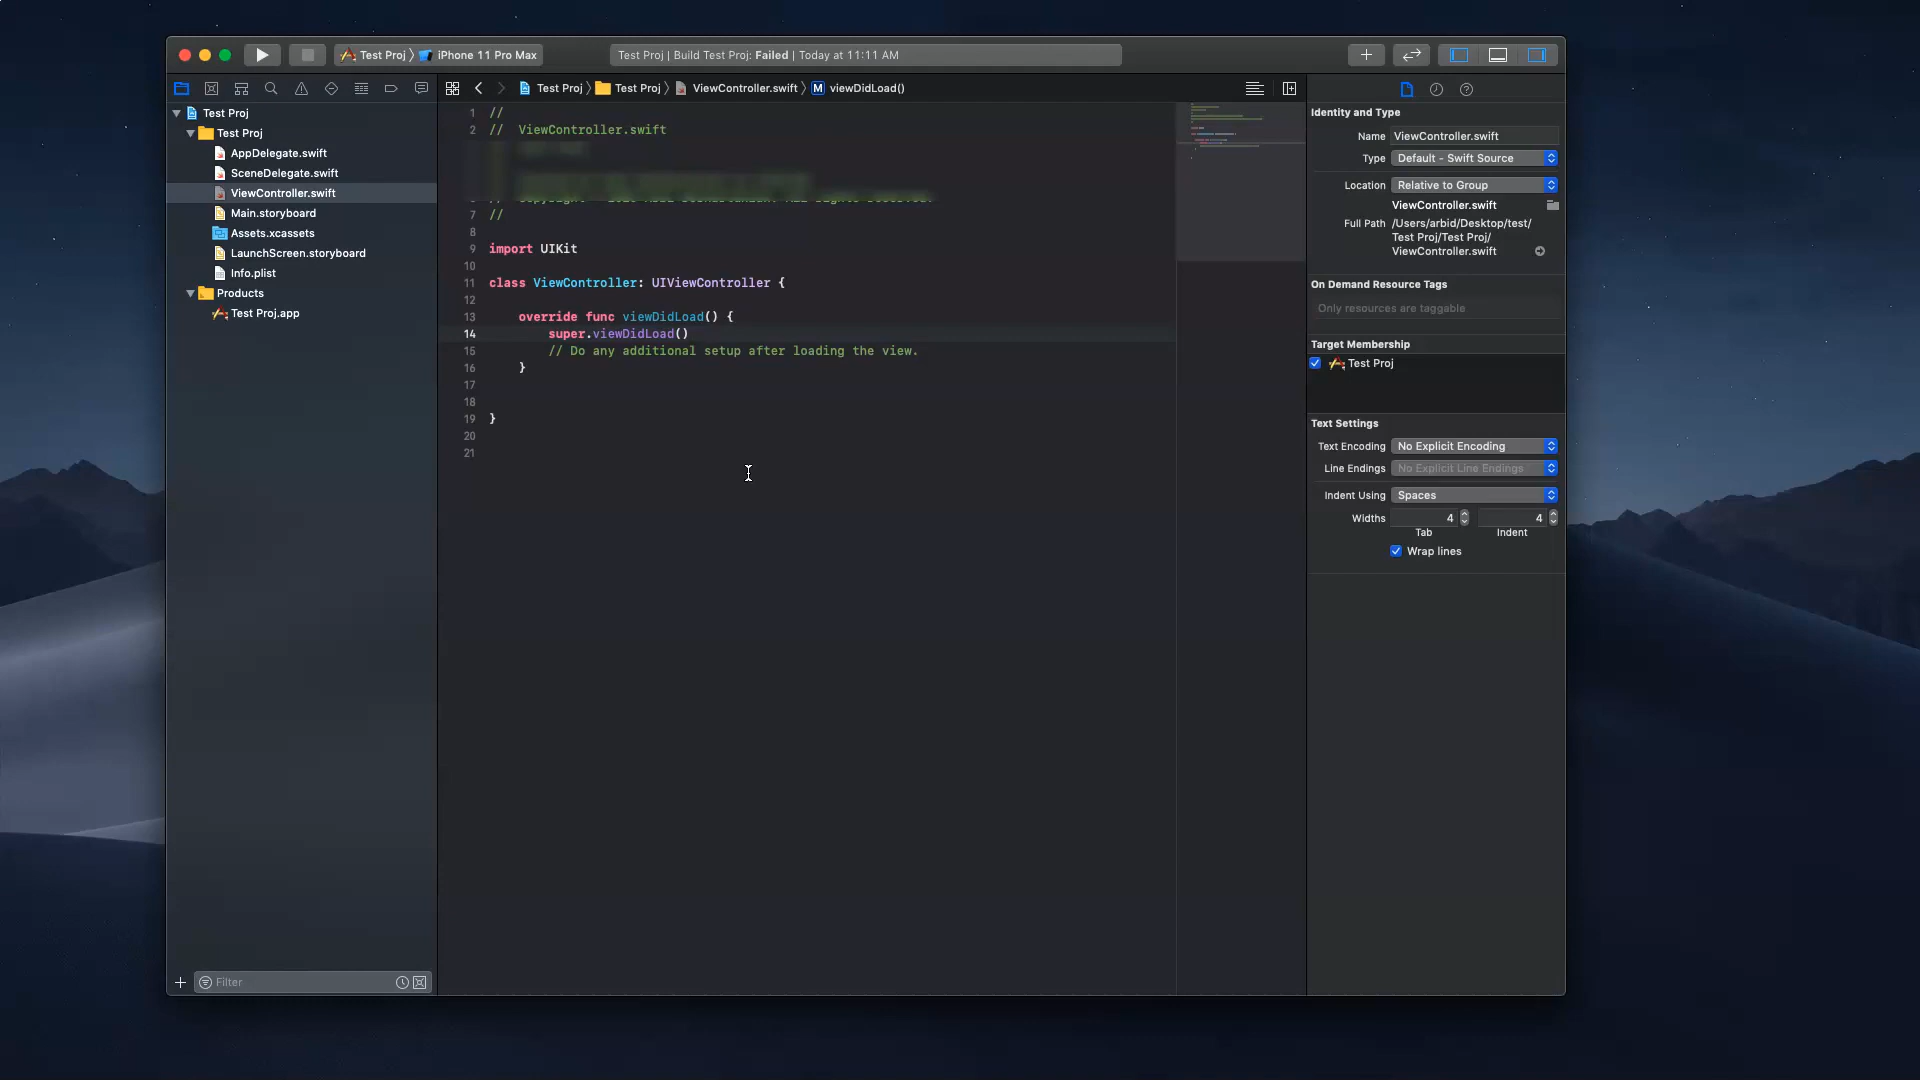 Test Proj iPhone 11 Pro Max
Test Proj | Build Test Proj: Failed | Today at 11:11 AM
Test Proj Test Proj ViewController.swift M viewDidLoad()
Test Proj
Test Proj
AppDelegate.swift
SceneDelegate.swift
ViewController.swift
Main.storyboard
Assets.xcassets
LaunchScreen.storyboard
Info.plist
Products
Test Proj.app
Filter
1 //
2 // ViewController.swift
7 //
8
9 import UIKit
10
11 class ViewController: UIViewController {
12
13 override func viewDidLoad() {
14 super.viewDidLoad()
15 // Do any additional setup after loading the view.
16 }
17
18
19 }
20
21
Identity and Type
Name ViewController.swift
Type Default - Swift Source
Location Relative to Group
ViewController.swift
Full Path /Users/arbid/Desktop/test/
Test Proj/Test Proj/
ViewController.swift
On Demand Resource Tags
Only resources are taggable
Target Membership
Test Proj
Text Settings
Text Encoding No Explicit Encoding
Line Endings No Explicit Line Endings
Indent Using Spaces
Widths 4 4
Tab Indent
Wrap lines